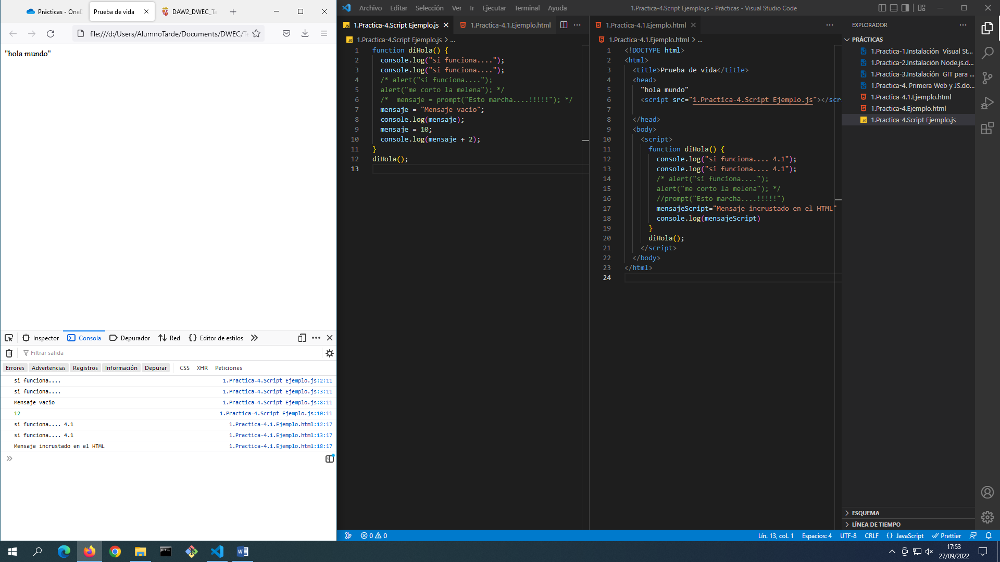 Prácticas - OneD
Prueba de vida
DAW2_DWEC_Ta
file:///d:/Users/AlumnoTarde/Documents/DWEC/Te
"hola mundo"
Inspector
Consola
Depurador
Red
Editor de estilos
Filtrar salida
Errores
Advertencias
Registros
Información
Depurar
CSS
XHR
Peticiones
si funciona.... 1.Practica-4.Script Ejemplo.js:2:11
si funciona.... 1.Practica-4.Script Ejemplo.js:3:11
Mensaje vacio 1.Practica-4.Script Ejemplo.js:8:11
12 1.Practica-4.Script Ejemplo.js:10:11
si funciona.... 4.1 1.Practica-4.1.Ejemplo.html:12:17
si funciona.... 4.1 1.Practica-4.1.Ejemplo.html:13:17
Mensaje incrustado en el HTML 1.Practica-4.1.Ejemplo.html:18:17
Archivo Editar Selección Ver Ir Ejecutar Terminal Ayuda
1.Practica-4.Script Ejemplo.js - Prácticas - Visual Studio Code
1.Practica-4.Script Ejemplo.js
1.Practica-4.1.Ejemplo.html
JS 1.Practica-4.Script Ejemplo.js > ...
1 function diHola() {
2 console.log("si funciona....");
3 console.log("si funciona....");
4 /* alert("si funciona....");
5 alert("me corto la melena"); */
6 /*  mensaje = prompt("Esto marcha....!!!!!"); */
7 mensaje = "Mensaje vacio";
8 console.log(mensaje);
9 mensaje = 10;
10 console.log(mensaje + 2);
11 }
12 diHola();
13
1.Practica-4.1.Ejemplo.html
1.Practica-4.1.Ejemplo.html > ...
1 <!DOCTYPE html>
2 <html>
3 <title>Prueba de vida</title>
4 <head>
5 "hola mundo"
6 <script src="1.Practica-4.Script Ejemplo.js"></scr
7
8 </head>
9 <body>
10 <script>
11 function diHola() {
12 console.log("si funciona.... 4.1");
13 console.log("si funciona.... 4.1");
14 /* alert("si funciona....");
15 alert("me corto la melena"); */
16 //prompt("Esto marcha....!!!!!")
17 mensajeScript="Mensaje incrustado en el HTML"
18 console.log(mensajeScript)
19 }
20 diHola();
21 </script>
22 </body>
23 </html>
24
EXPLORADOR
PRÁCTICAS
1.Practica-1.Instalación  Visual St...
1.Practica-2.Instalación Node.js.d...
1.Practica-3.Instalación  GIT para ...
1.Practica-4. Primera Web y JS.do...
1.Practica-4.1.Ejemplo.html
1.Practica-4.Ejemplo.html
JS 1.Practica-4.Script Ejemplo.js
ESQUEMA
LÍNEA DE TIEMPO
0 0
Lín. 13, col. 1
Espacios: 4
UTF-8
CRLF
{ } JavaScript
Prettier
17:53
27/09/2022